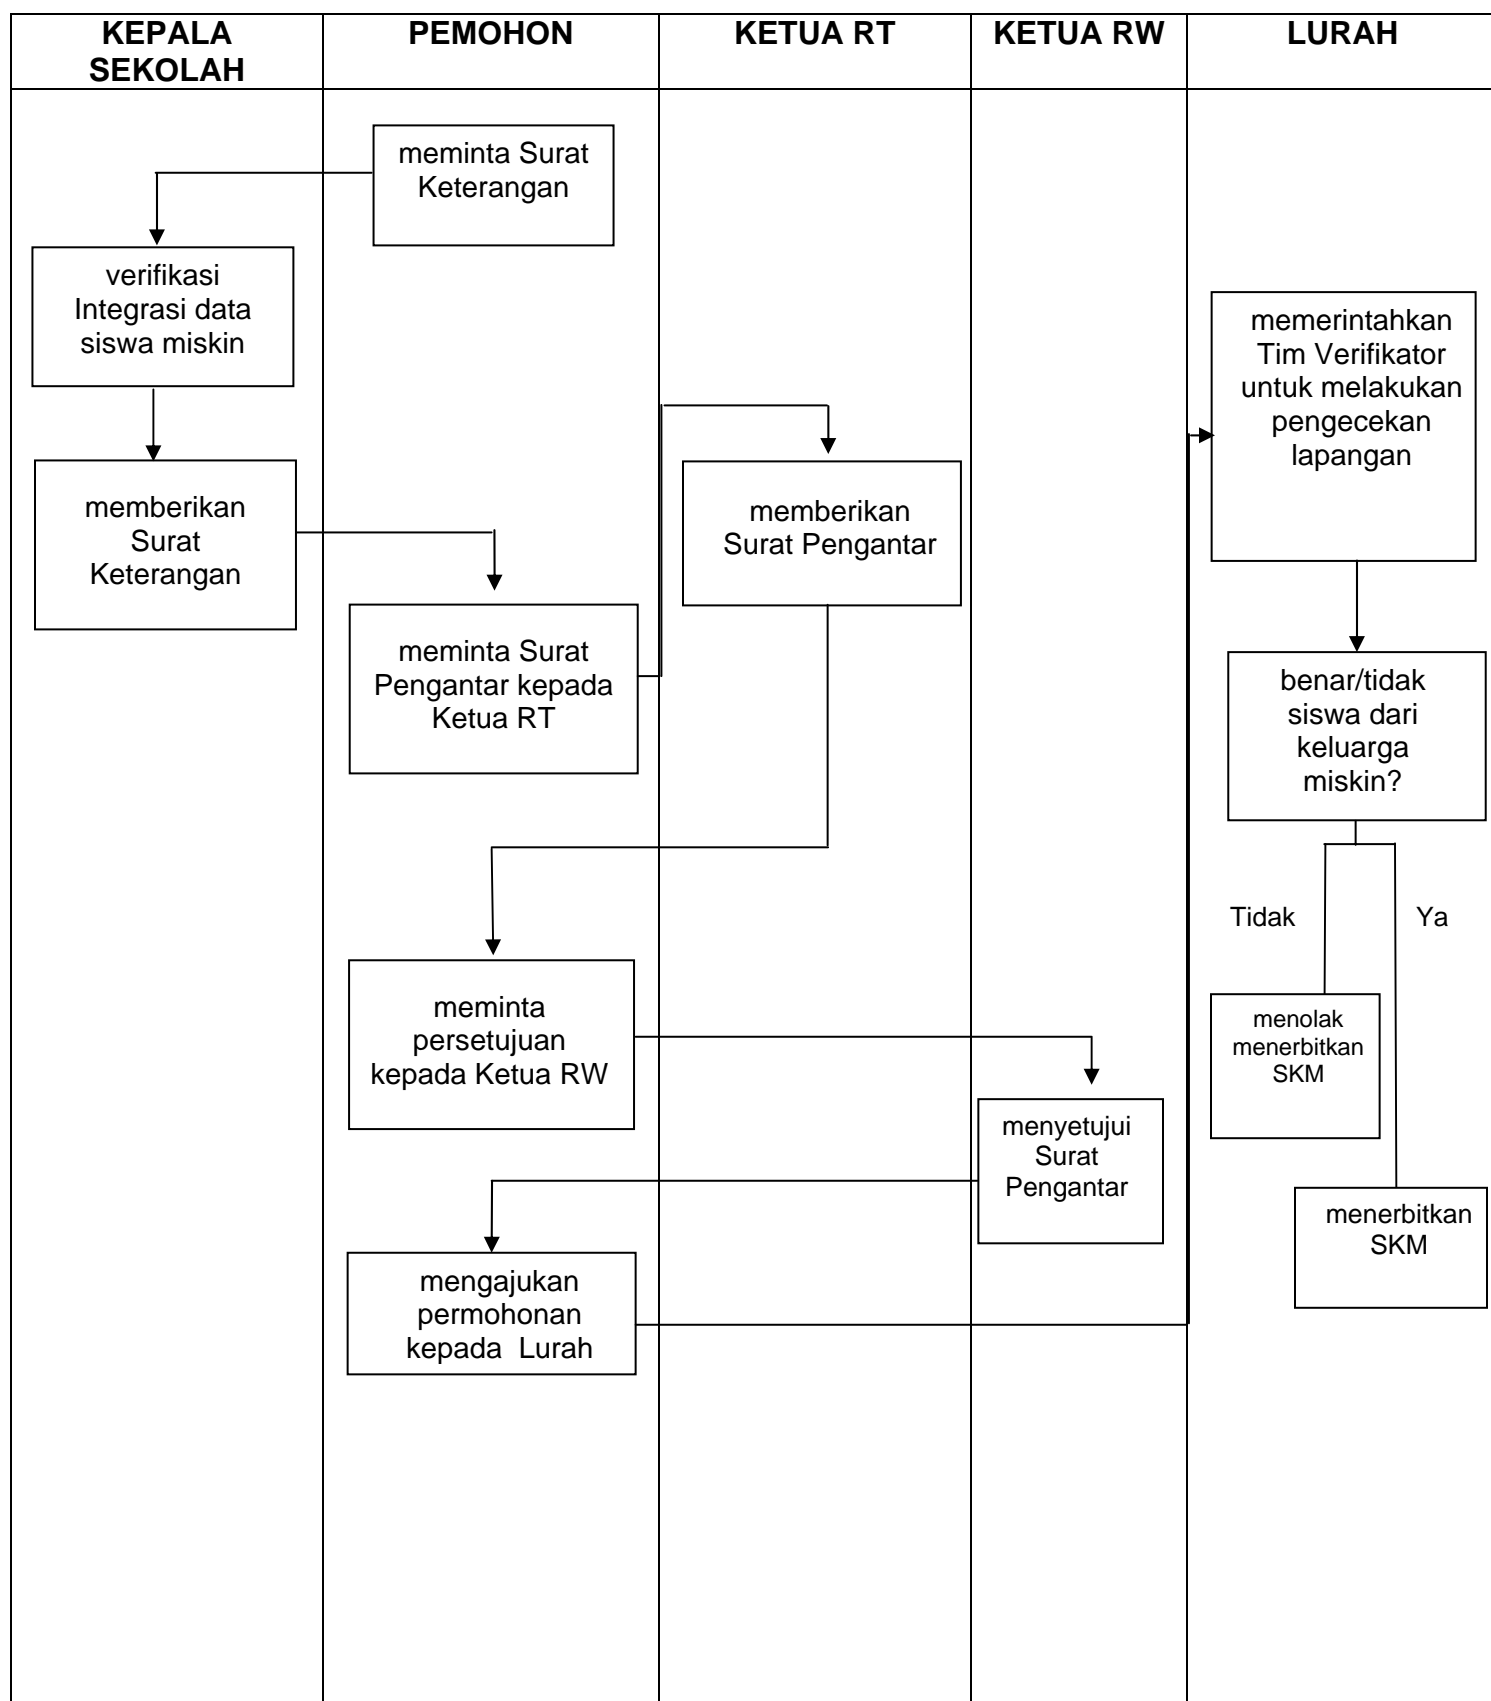 KEPALA
SEKOLAH
PEMOHON
KETUA RT
KETUA RW
LURAH
meminta Surat
Keterangan
verifikasi
Integrasi data
siswa miskin
memberikan
Surat
Keterangan
meminta Surat
Pengantar kepada
Ketua RT
memberikan
Surat Pengantar
meminta
persetujuan
kepada Ketua RW
menyetujui
Surat
Pengantar
mengajukan
permohonan
kepada Lurah
memerintahkan
Tim Verifikator
untuk melakukan
pengecekan
lapangan
benar/tidak
siswa dari
keluarga
miskin?
Tidak
Ya
menolak
menerbitkan
SKM
menerbitkan
SKM